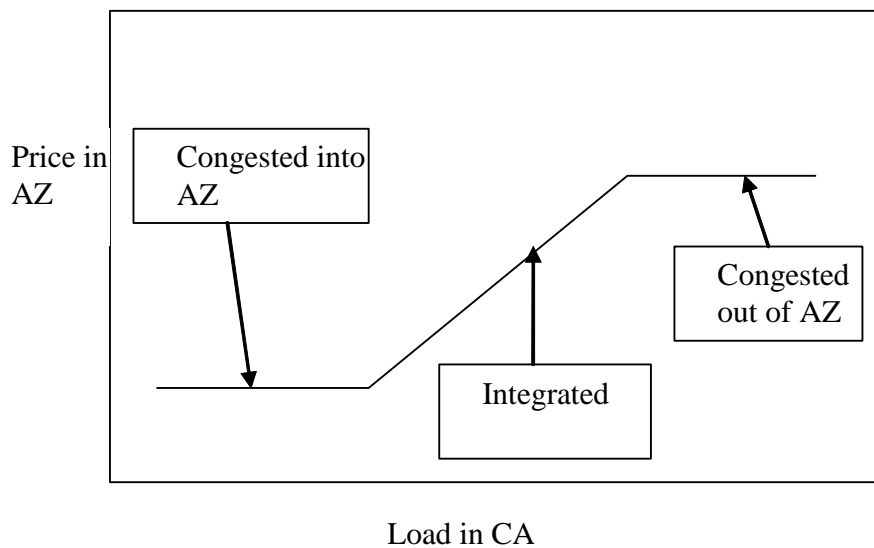 Price in
AZ
Congested into
AZ
Congested
out of AZ
Integrated
Load in CA